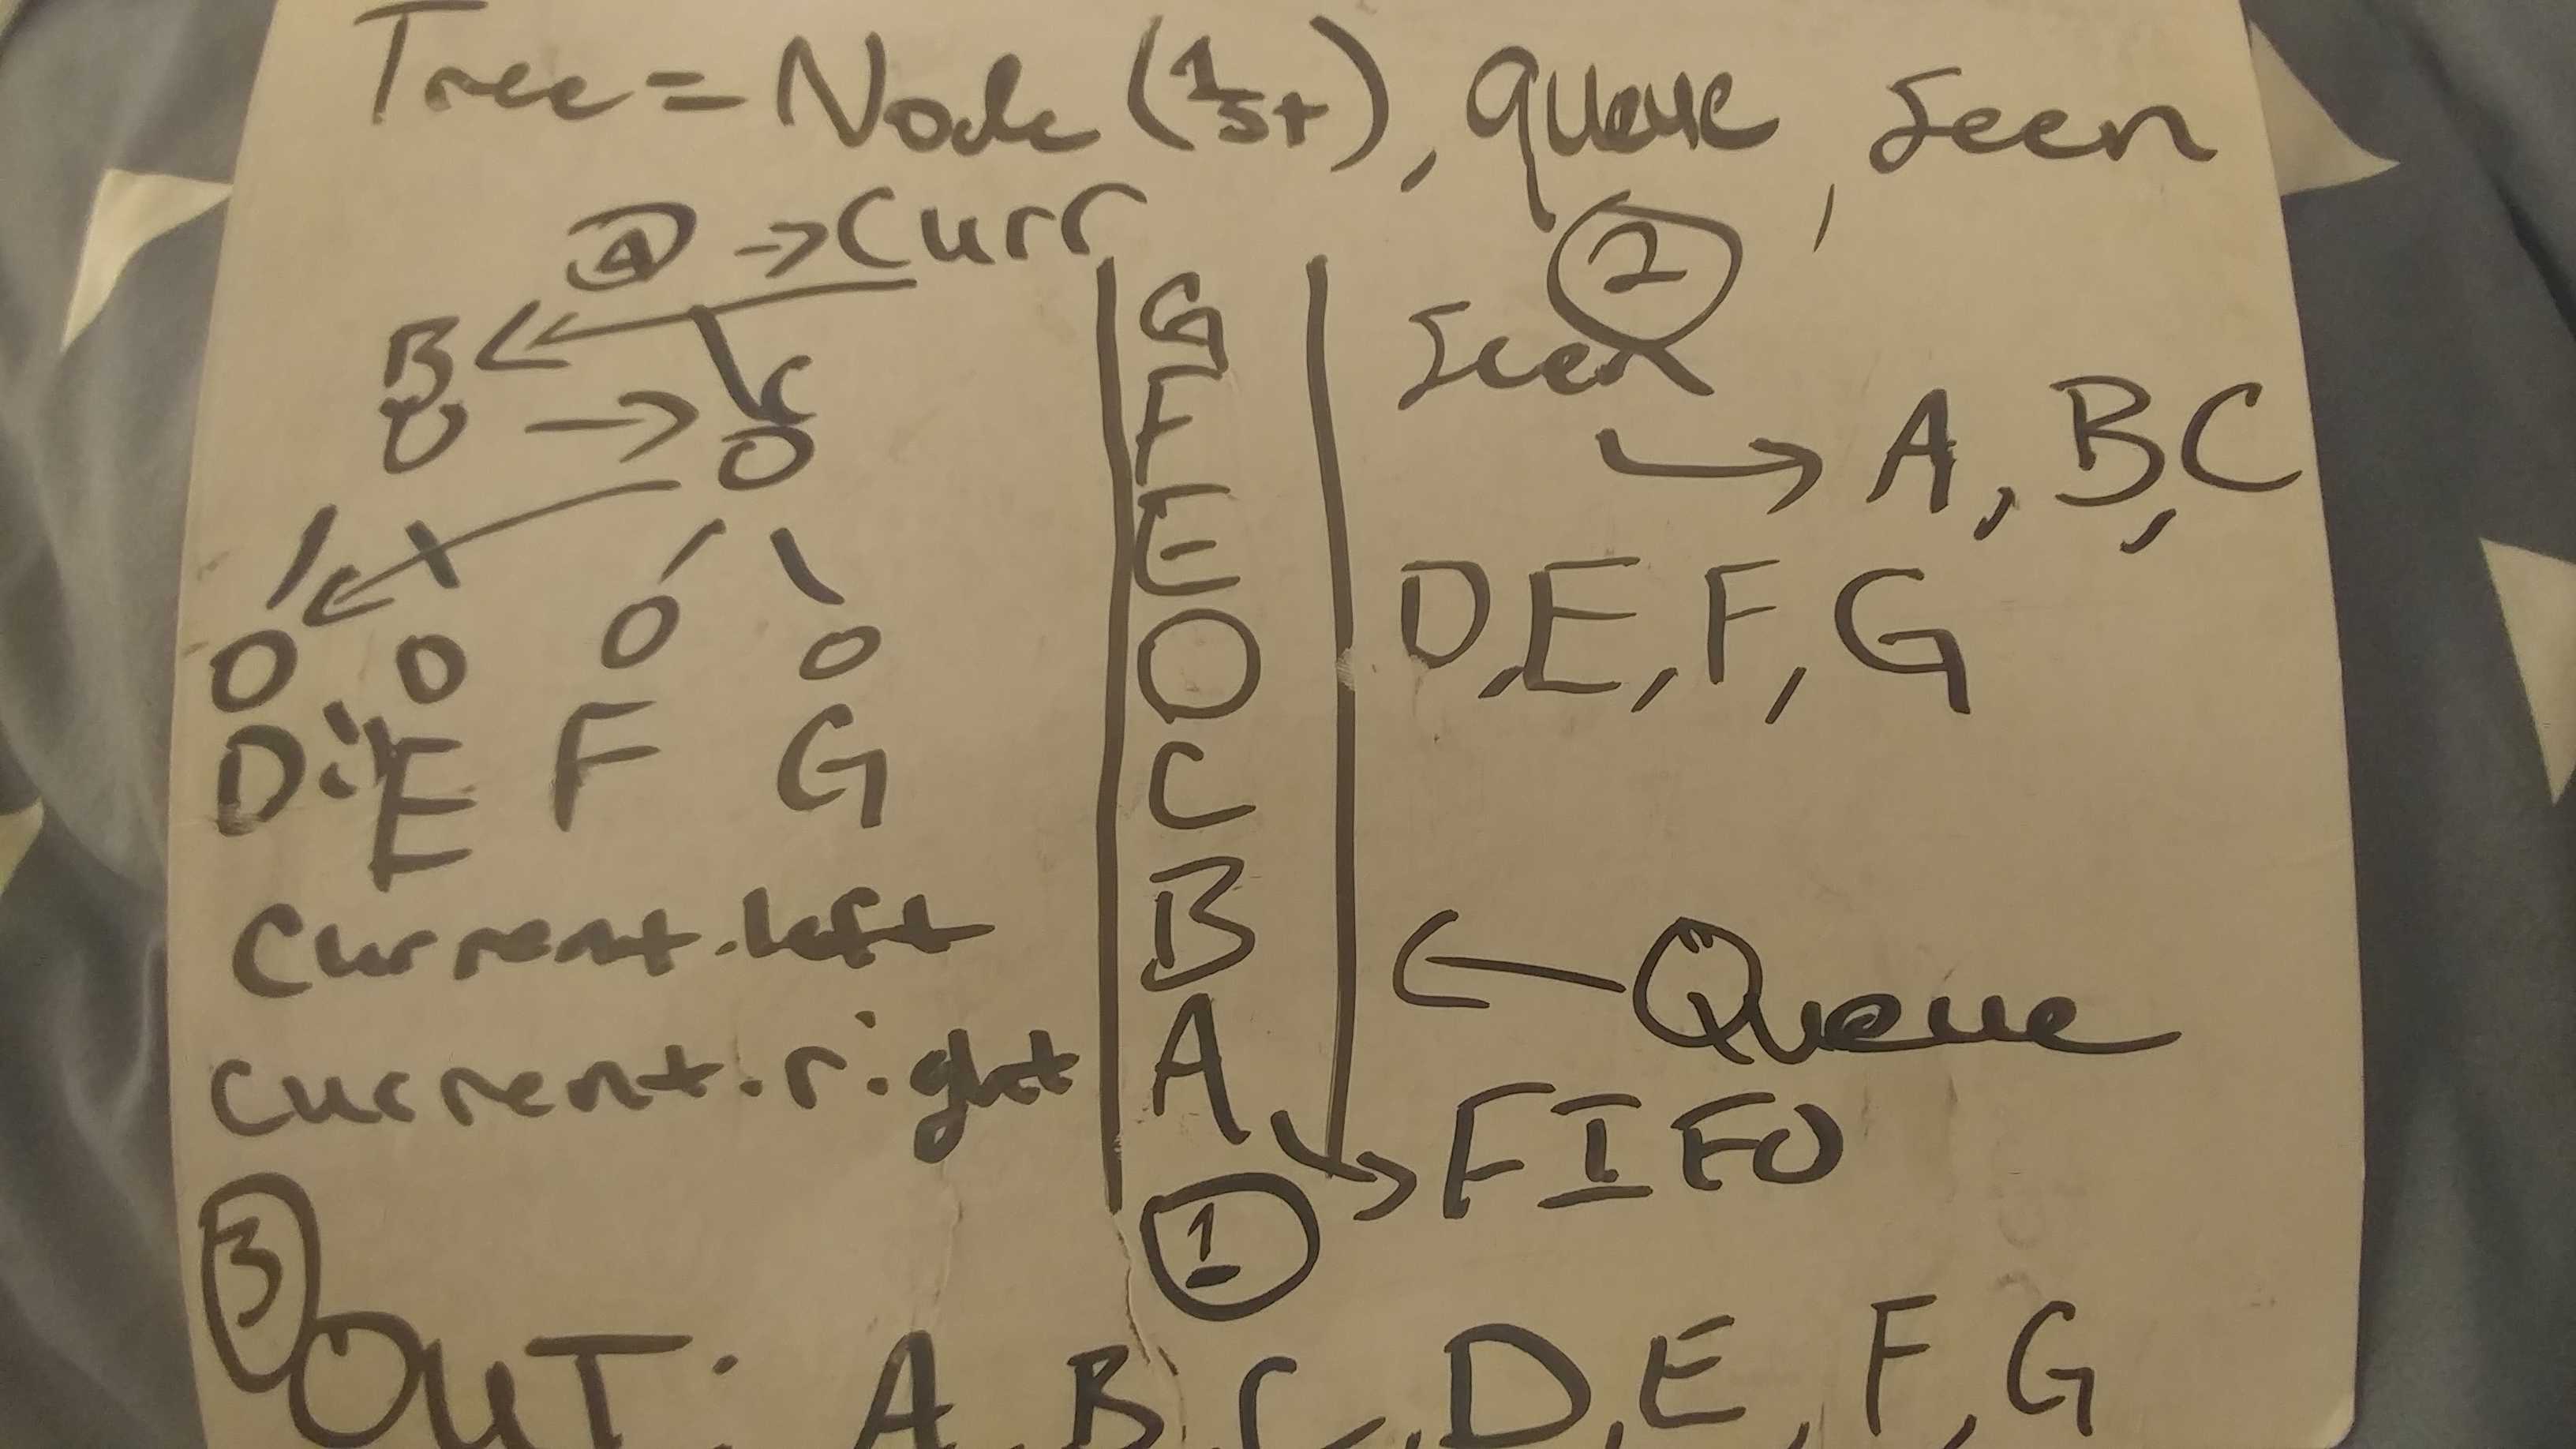 Tree = Node (1st), queue, Seen
A → Curr
B
C
D E F G
Current.left
Current.right
G
F
E
D
C
B
A
1
2
Seen
→ A, B, C
D, E, F, G
← Queue
→ FIFO
3
OUT: A, B, C, D, E, F, G